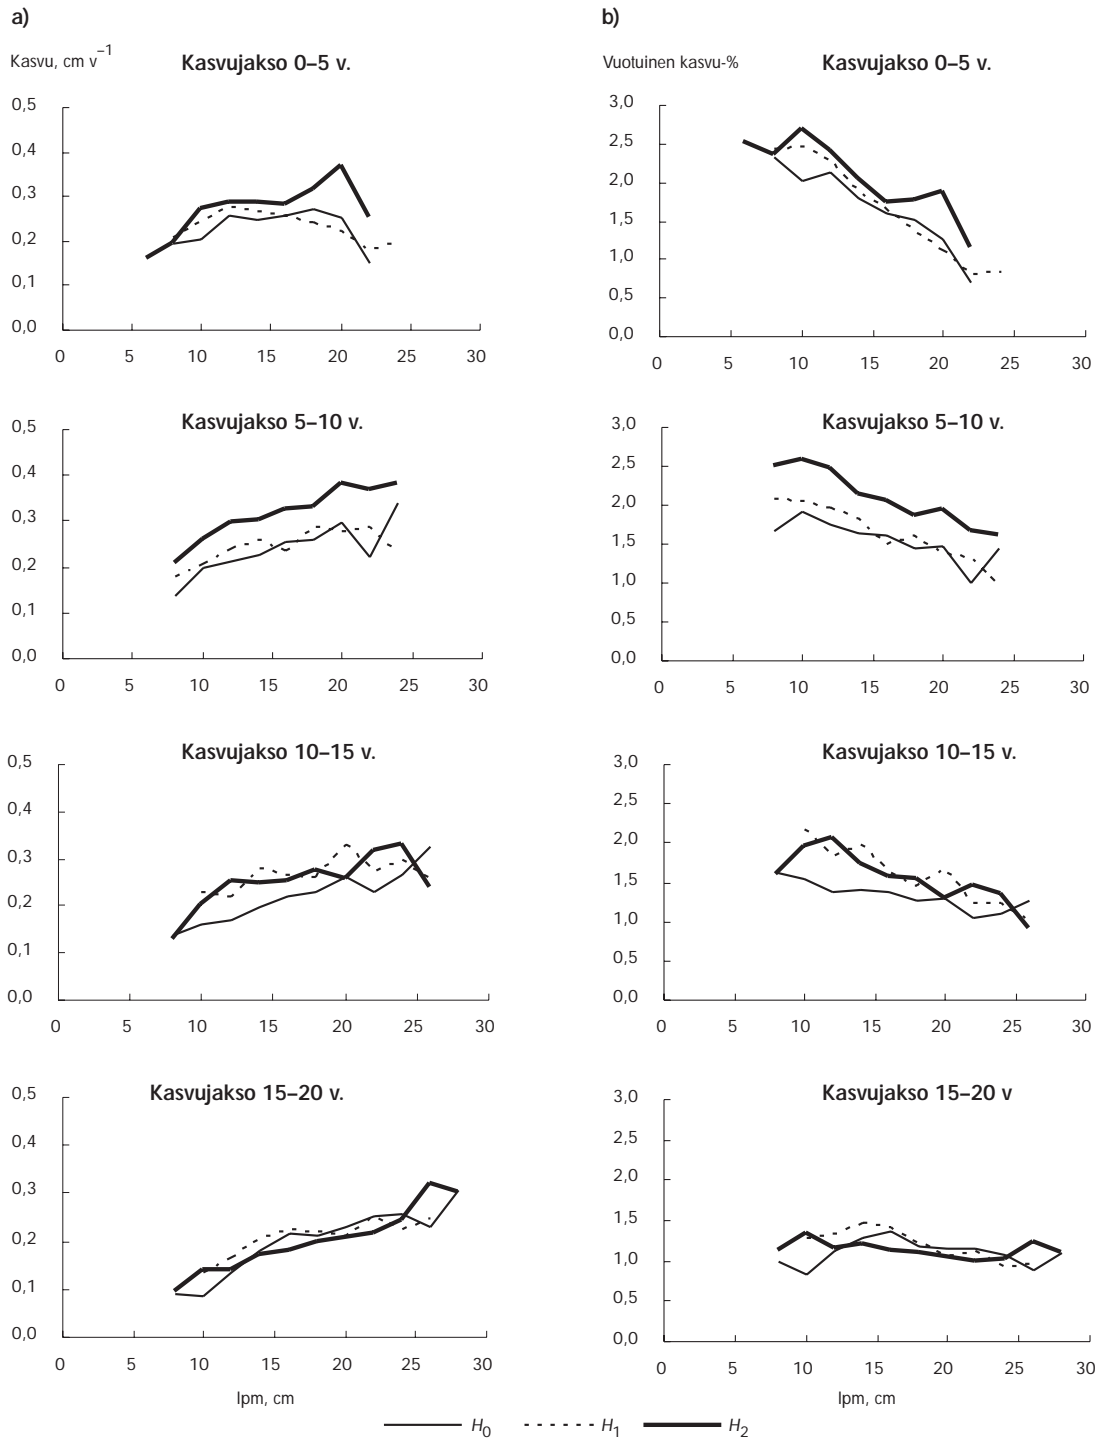 a)
b)
Kasvu, cm v⁻¹
Kasvujakso 0–5 v.
Vuotuinen kasvu-%
Kasvujakso 0–5 v.
0,5
0,4
0,3
0,2
0,1
0,0
0 5 10 15 20 25 30
3,0
2,5
2,0
1,5
1,0
0,5
0,0
0 5 10 15 20 25 30
Kasvujakso 5–10 v.
0,5
0,4
0,3
0,2
0,1
0,0
0 5 10 15 20 25 30
Kasvujakso 5–10 v.
3,0
2,5
2,0
1,5
1,0
0,5
0,0
0 5 10 15 20 25 30
Kasvujakso 10–15 v.
0,5
0,4
0,3
0,2
0,1
0,0
0 5 10 15 20 25 30
Kasvujakso 10–15 v.
3,0
2,5
2,0
1,5
1,0
0,5
0,0
0 5 10 15 20 25 30
Kasvujakso 15–20 v.
0,5
0,4
0,3
0,2
0,1
0,0
0 5 10 15 20 25 30
lpm, cm
Kasvujakso 15–20 v
3,0
2,5
2,0
1,5
1,0
0,5
0,0
0 5 10 15 20 25 30
lpm, cm
H₀ H₁ H₂